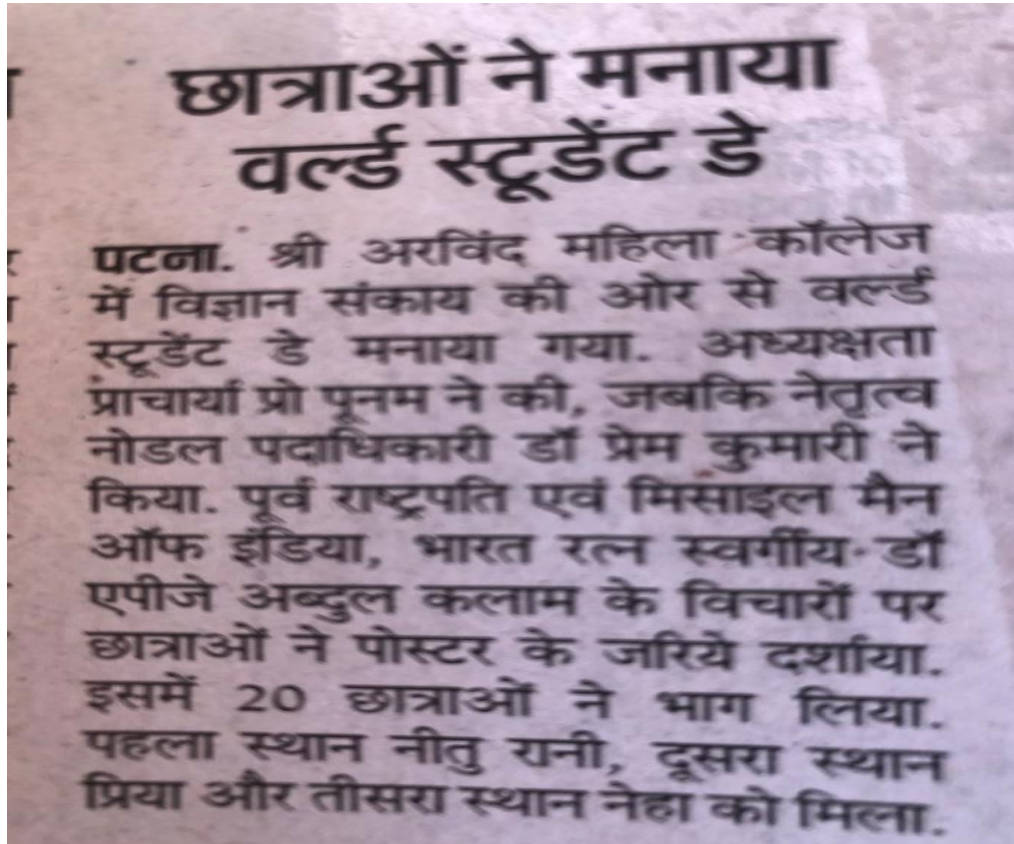 छात्राओं ने मनाया
वर्ल्ड स्टूडेंट डे
पटना. श्री अरविंद महिला कॉलेज
में विज्ञान संकाय की ओर से वर्ल्ड
स्टूडेंट डे मनाया गया. अध्यक्षता
प्राचार्या प्रो पूनम ने की, जबकि नेतृत्व
नोडल पदाधिकारी डॉ प्रेम कुमारी ने
किया. पूर्व राष्ट्रपति एवं मिसाइल मैन
ऑफ इंडिया, भारत रत्न स्वर्गीय डॉ
एपीजे अब्दुल कलाम के विचारों पर
छात्राओं ने पोस्टर के जरिये दर्शाया.
इसमें 20 छात्राओं ने भाग लिया.
पहला स्थान नीतु रानी, दूसरा स्थान
प्रिया और तीसरा स्थान नेहा को मिला.